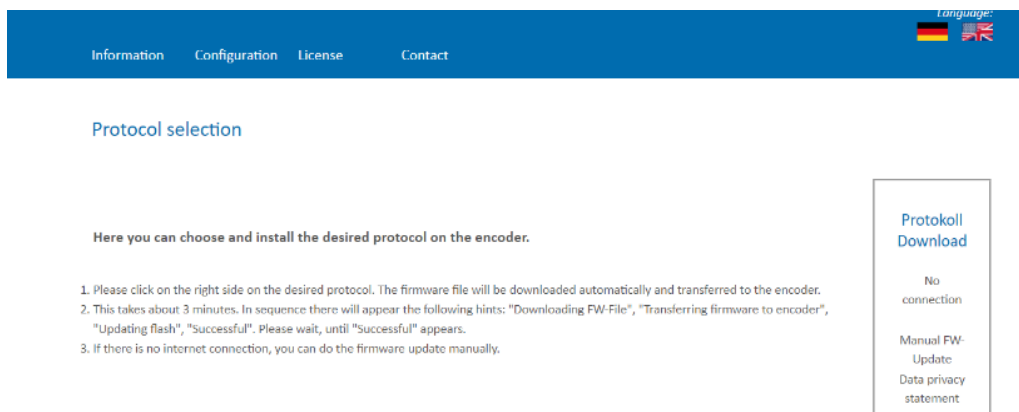 Language:
Information Configuration License Contact
Protocol selection
Here you can choose and install the desired protocol on the encoder.
1. Please click on the right side on the desired protocol. The firmware file will be downloaded automatically and transferred to the encoder.
2. This takes about 3 minutes. In sequence there will appear the following hints: "Downloading FW-File", "Transferring firmware to encoder",
"Updating flash", "Successful". Please wait, until "Successful" appears.
3. If there is no internet connection, you can do the firmware update manually.
Protokoll
Download
No
connection
Manual FW-
Update
Data privacy
statement